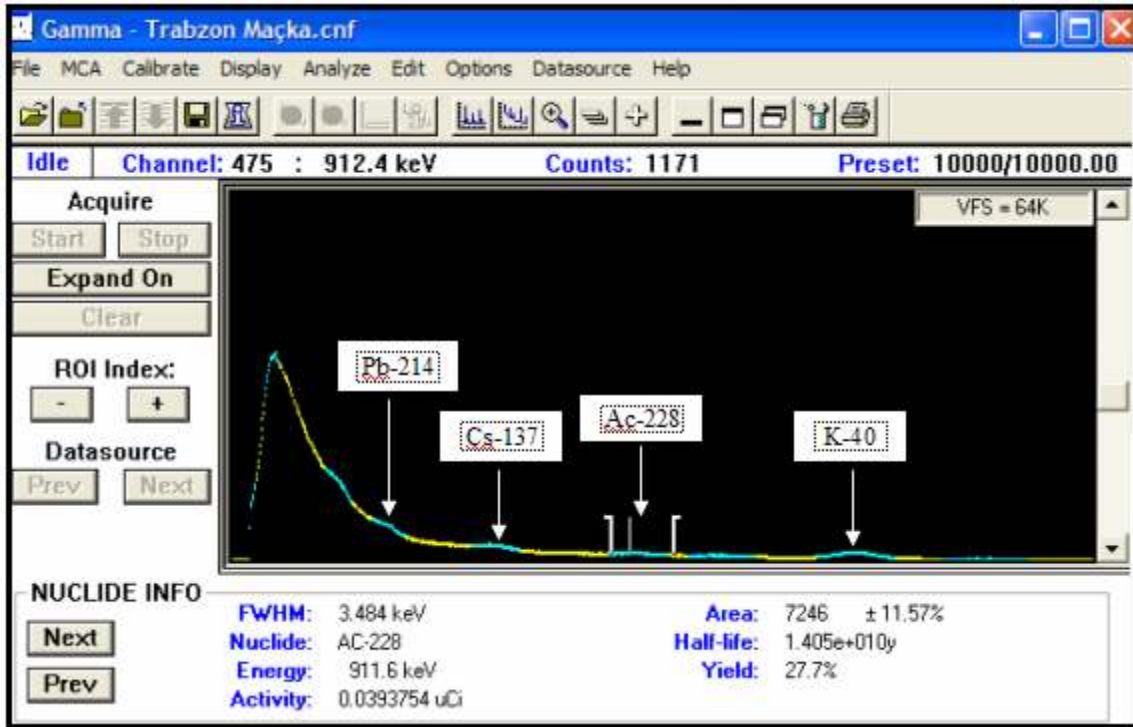 Gamma - Trabzon Maçka.cnf
File MCA Calibrate Display Analyze Edit Options Datasource Help
Idle Channel: 475 : 912.4 keV Counts: 1171 Preset: 10000/10000.00
Acquire
Start Stop
Expand On
Clear
ROI Index:
- +
Datasource
Prev Next
VFS = 64K
Pb-214
Cs-137
Ac-228
K-40
NUCLIDE INFO
Next
Prev
FWHM: 3.484 keV Area: 7246 ± 11.57%
Nuclide: AC-228 Half-life: 1.405e+010y
Energy: 911.6 keV Yield: 27.7%
Activity: 0.0393754 uCi